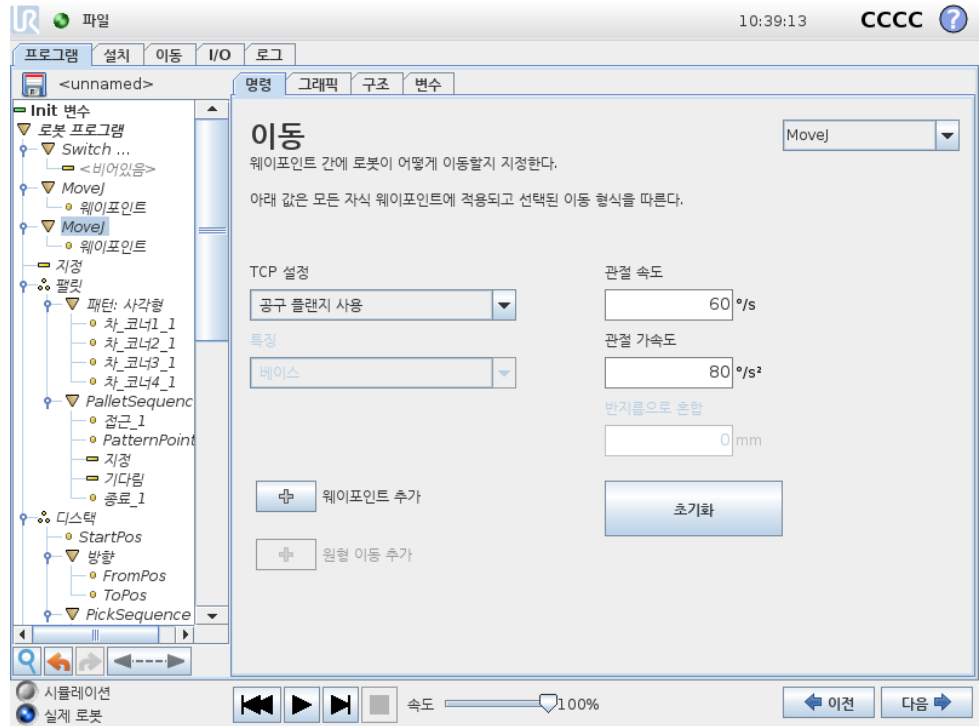 UR 파일 10:39:13 CCCC ?
프로그램 설치 이동 I/O 로그
<unnamed>
명령 그래픽 구조 변수
Init 변수
로봇 프로그램
Switch ...
<비어있음>
MoveJ
웨이포인트
MoveJ
웨이포인트
지정
팔릿
패턴: 사각형
차_코너1_1
차_코너2_1
차_코너3_1
차_코너4_1
PalletSequenc
접근_1
PatternPoint
지정
기다림
종료_1
디스택
StartPos
방향
FromPos
ToPos
PickSequence
이동
MoveJ
웨이포인트 간에 로봇이 어떻게 이동할지 지정한다.
아래 값은 모든 자식 웨이포인트에 적용되고 선택된 이동 형식을 따른다.
TCP 설정
공구 플랜지 사용
특징
베이스
관절 속도
60 °/s
관절 가속도
80 °/s²
반지름으로 혼합
0 mm
웨이포인트 추가
초기화
원형 이동 추가
시뮬레이션
실제 로봇
속도 100%
이전 다음